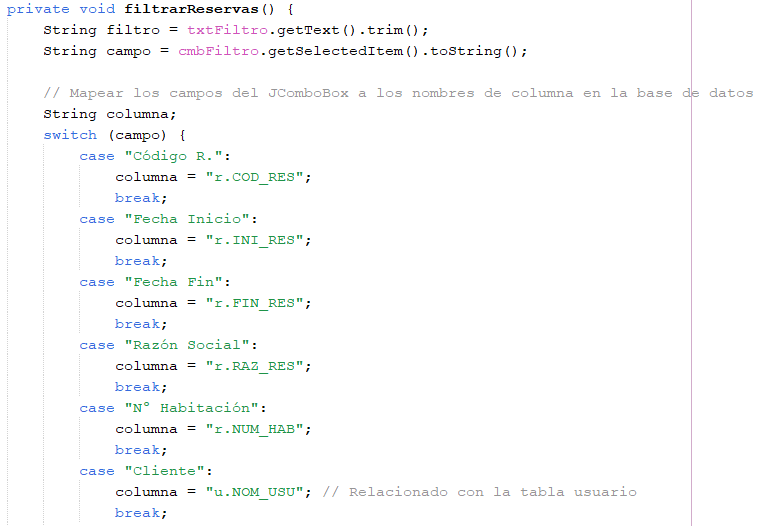 private void filtrarReservas() {
    String filtro = txtFiltro.getText().trim();
    String campo = cmbFiltro.getSelectedItem().toString();

    // Mapear los campos del JComboBox a los nombres de columna en la base de datos
    String columna;
    switch (campo) {
        case "Código R.":
            columna = "r.COD_RES";
            break;
        case "Fecha Inicio":
            columna = "r.INI_RES";
            break;
        case "Fecha Fin":
            columna = "r.FIN_RES";
            break;
        case "Razón Social":
            columna = "r.RAZ_RES";
            break;
        case "N° Habitación":
            columna = "r.NUM_HAB";
            break;
        case "Cliente":
            columna = "u.NOM_USU"; // Relacionado con la tabla usuario
            break;